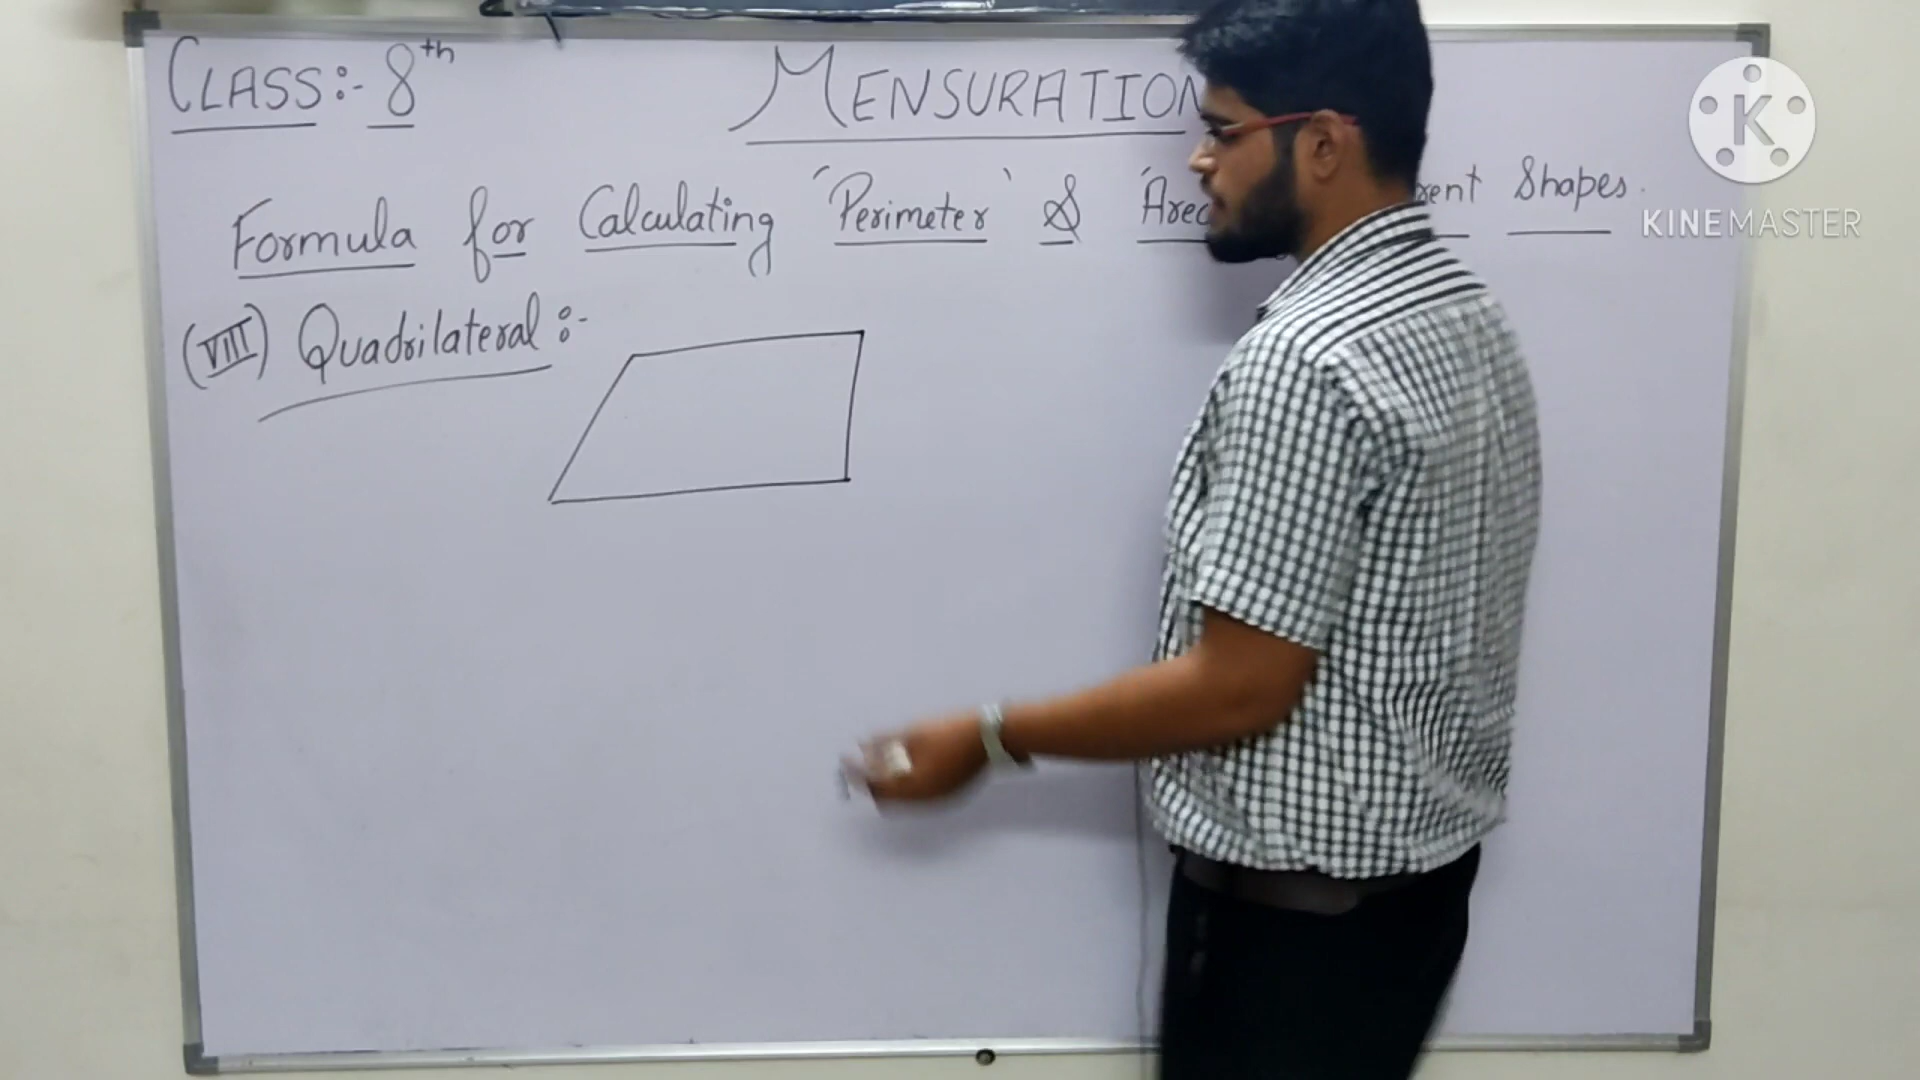 CLASS:- 8th
MENSURATION
Formula for Calculating 'Perimeter' & 'Area Shapes.
(VIII) Quadrilateral :-
K
KINEMASTER